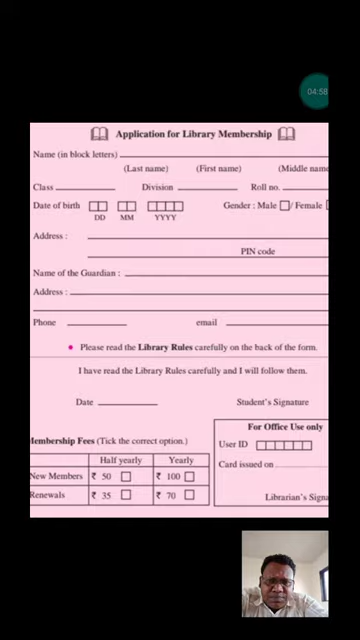 04:58
Application for Library Membership
Name (in block letters)
(Last name) (First name) (Middle name
Class Division Roll no.
Date of birth Gender : Male / Female
DD MM YYYY
Address :
PIN code
Name of the Guardian :
Address :
Phone email
• Please read the Library Rules carefully on the back of the form.
I have read the Library Rules carefully and I will follow them.
Date Student's Signature
For Office Use only
User ID
Card issued on
Librarian's Signa
Membership Fees (Tick the correct option.)
Half yearly Yearly
New Members ₹ 50 ₹ 100
Renewals ₹ 35 ₹ 70